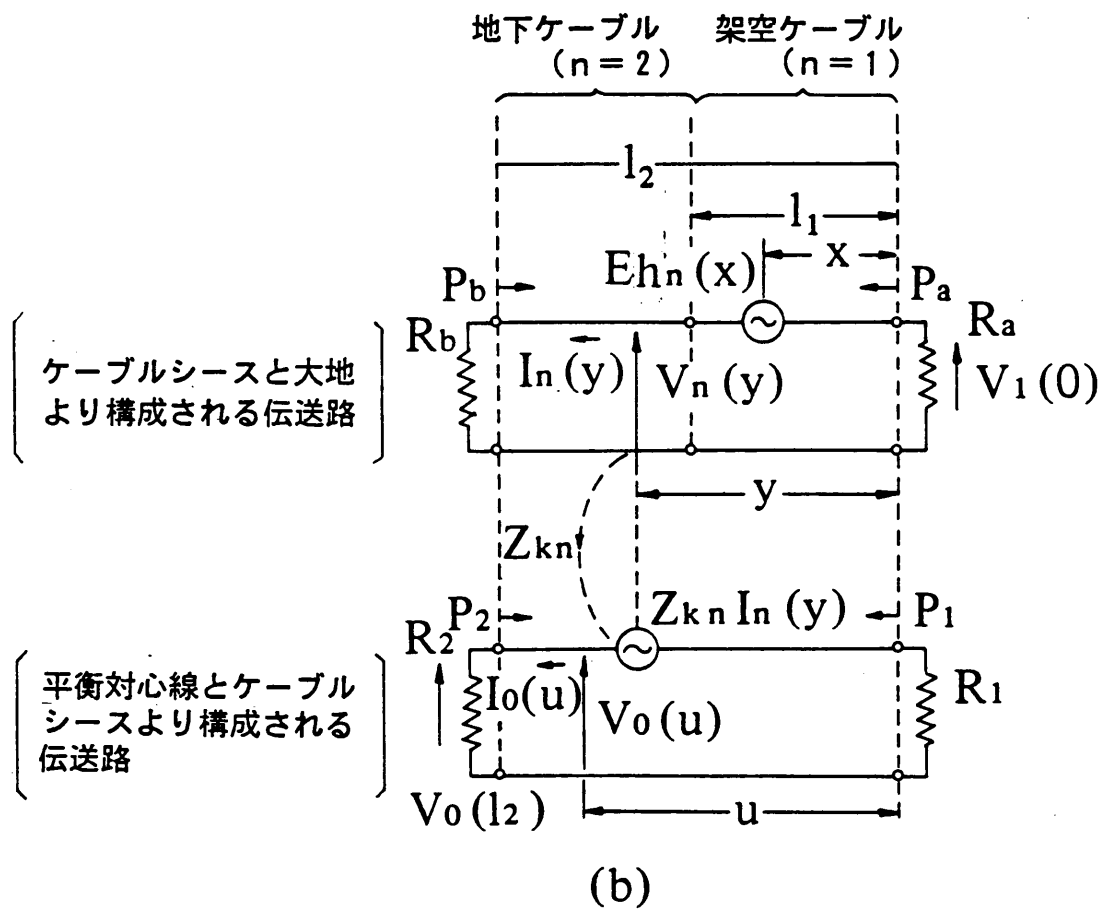 地下ケーブル
(n=2)
架空ケーブル
(n=1)
l2
l1
x
Ehn(x)
Pb
Pa
Rb
Ra
In(y)
Vn(y)
V1(0)
ケーブルシースと大地
より構成される伝送路
y
Zkn
ZknIn(y)
P2
P1
R2
R1
I0(u)
V0(u)
平衡対心線とケーブル
シースより構成される
伝送路
V0(l2)
u
(b)